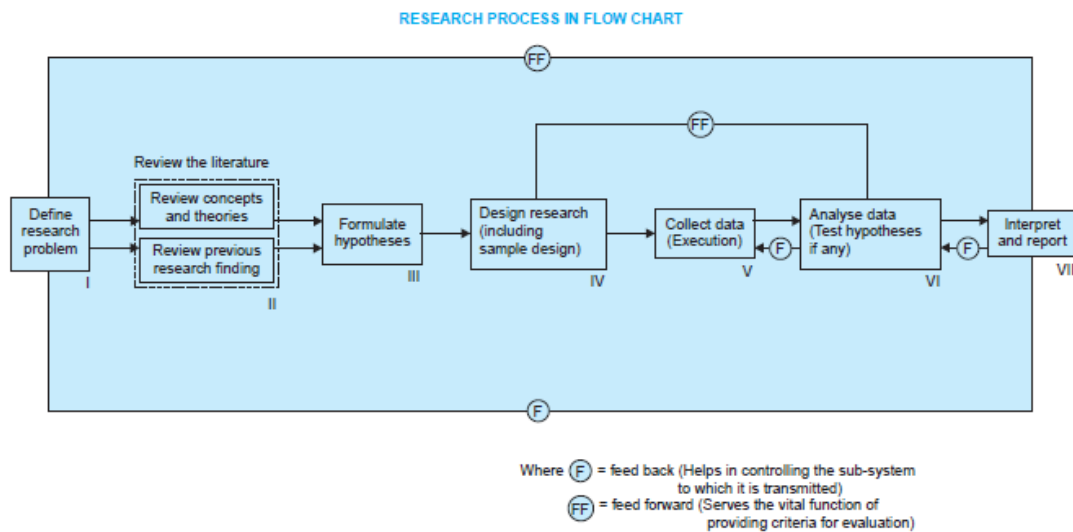 RESEARCH PROCESS IN FLOW CHART
FF
FF
Review the literature
Define
research
problem
I
Review concepts
and theories
Review previous
research finding
II
Formulate
hypotheses
III
Design research
(including
sample design)
IV
Collect data
(Execution)
V
F
Analyse data
(Test hypotheses
if any)
VI
F
Interpret
and report
VII
F
Where F = feed back (Helps in controlling the sub-system
to which it is transmitted)
FF = feed forward (Serves the vital function of
providing criteria for evaluation)